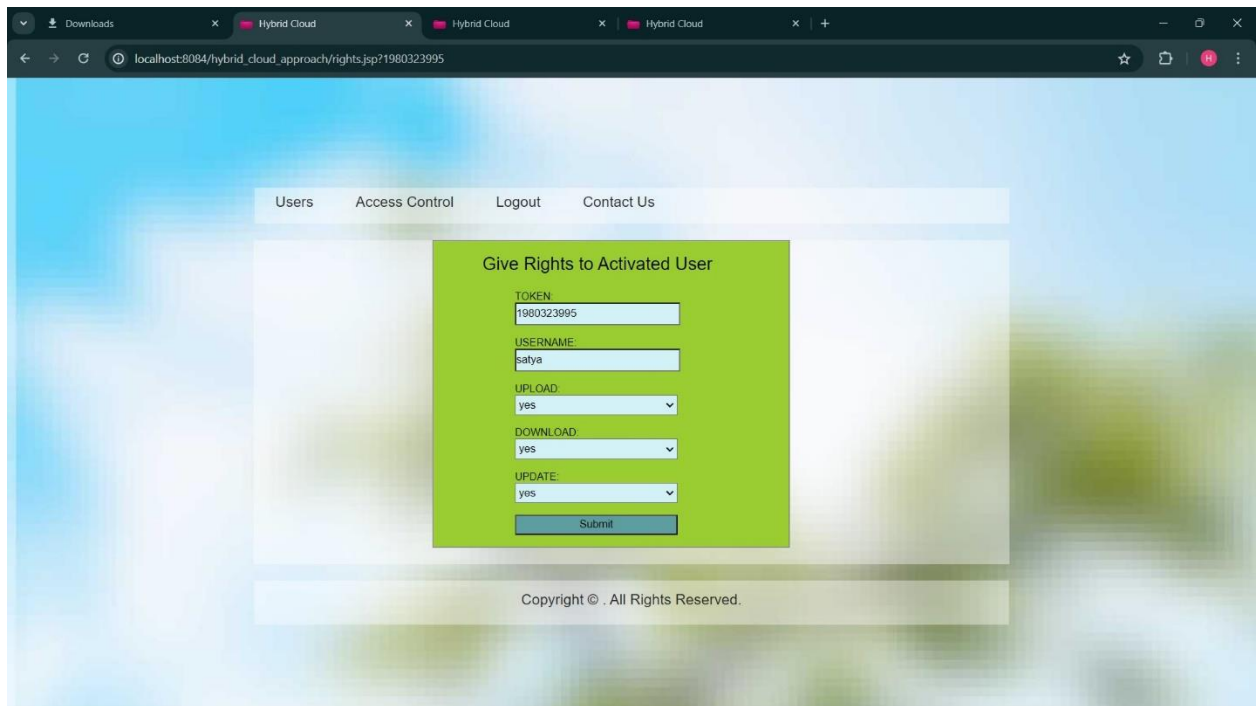 Downloads
Hybrid Cloud
Hybrid Cloud
Hybrid Cloud
localhost:8084/hybrid_cloud_approach/rights.jsp?1980323995
H
Users Access Control Logout Contact Us
Give Rights to Activated User
TOKEN:
1980323995
USERNAME:
satya
UPLOAD:
yes
DOWNLOAD:
yes
UPDATE:
yes
Submit
Copyright © . All Rights Reserved.